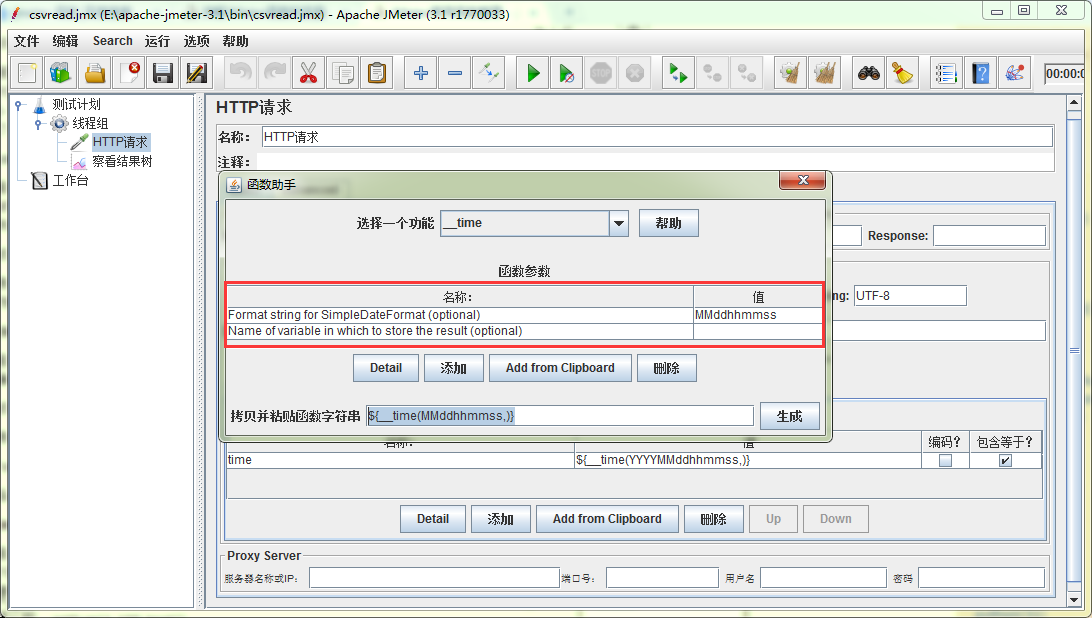 csvread.jmx (E:\apache-jmeter-3.1\bin\csvread.jmx) - Apache JMeter (3.1 r1770033)
文件 编辑 Search 运行 选项 帮助
STOP
00:00:0
测试计划
线程组
HTTP请求
察看结果树
工作台
HTTP请求
名称： HTTP请求
注释：
函数助手
选择一个功能 __time 帮助
函数参数
名称: 值
Format string for SimpleDateFormat (optional) MMddhhmmss
Name of variable in which to store the result (optional)
Detail 添加 Add from Clipboard 删除
拷贝并粘贴函数字符串 ${__time(MMddhhmmss,)} 生成
Response:
ng: UTF-8
名称: 值 编码? 包含等于?
time ${__time(YYYYMMddhhmmss,)}
Detail 添加 Add from Clipboard 删除 Up Down
Proxy Server
服务器名称或IP： 端口号： 用户名 密码